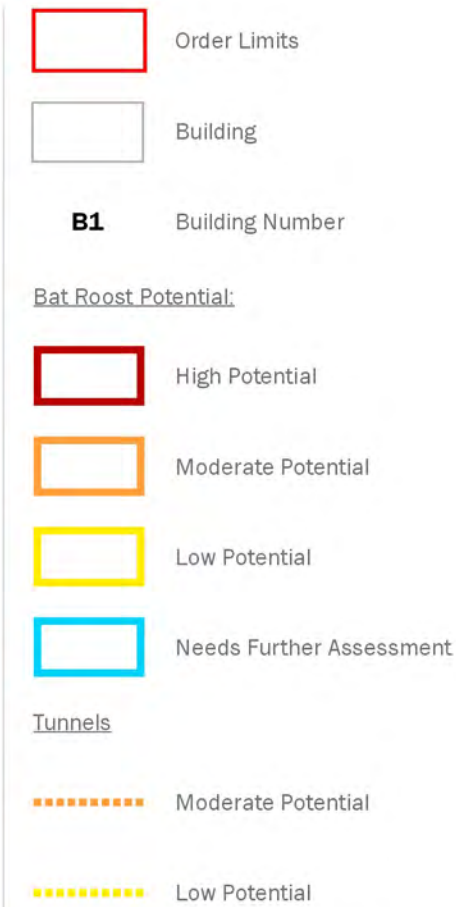 Order Limits
Building
B1 Building Number
Bat Roost Potential:
High Potential
Moderate Potential
Low Potential
Needs Further Assessment
Tunnels
Moderate Potential
Low Potential